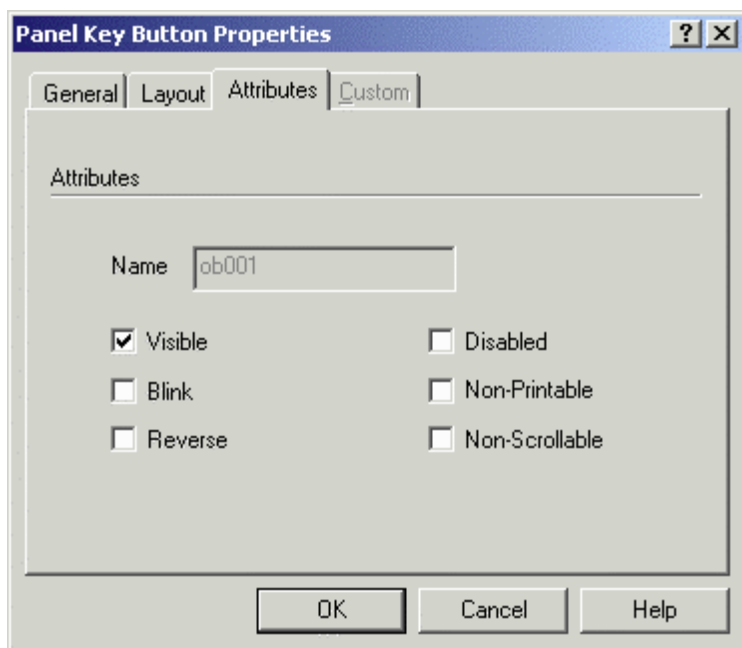 Panel Key Button Properties
General Layout Attributes Custom
Attributes
Name ob001
Visible Disabled
Blink Non-Printable
Reverse Non-Scrollable
OK Cancel Help